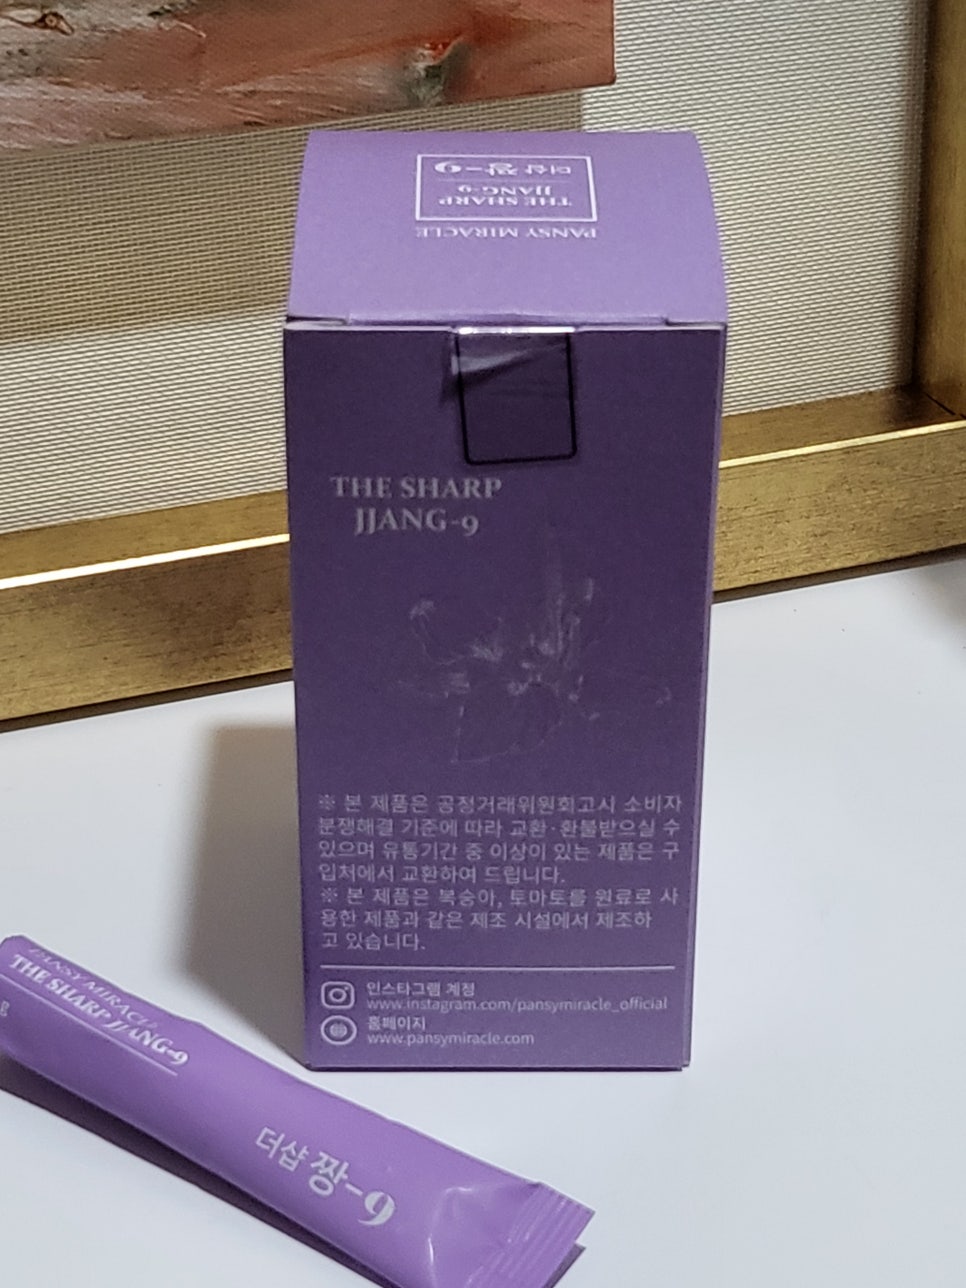 PANSY MIRACLE
THE SHARP
JJANG-9
더샵 짱-9
THE SHARP
JJANG-9
※ 본 제품은 공정거래위원회고시 소비자
분쟁해결 기준에 따라 교환·환불받으실 수
있으며 유통기간 중 이상이 있는 제품은 구
입처에서 교환하여 드립니다.
※ 본 제품은 복숭아, 토마토를 원료로 사
용한 제품과 같은 제조 시설에서 제조하
고 있습니다.
인스타그램 계정
www.instagram.com/pansymiracle_official
홈페이지
www.pansymiracle.com
PANSY MIRACLE
THE SHARP JJANG-9
더샵 짱-9